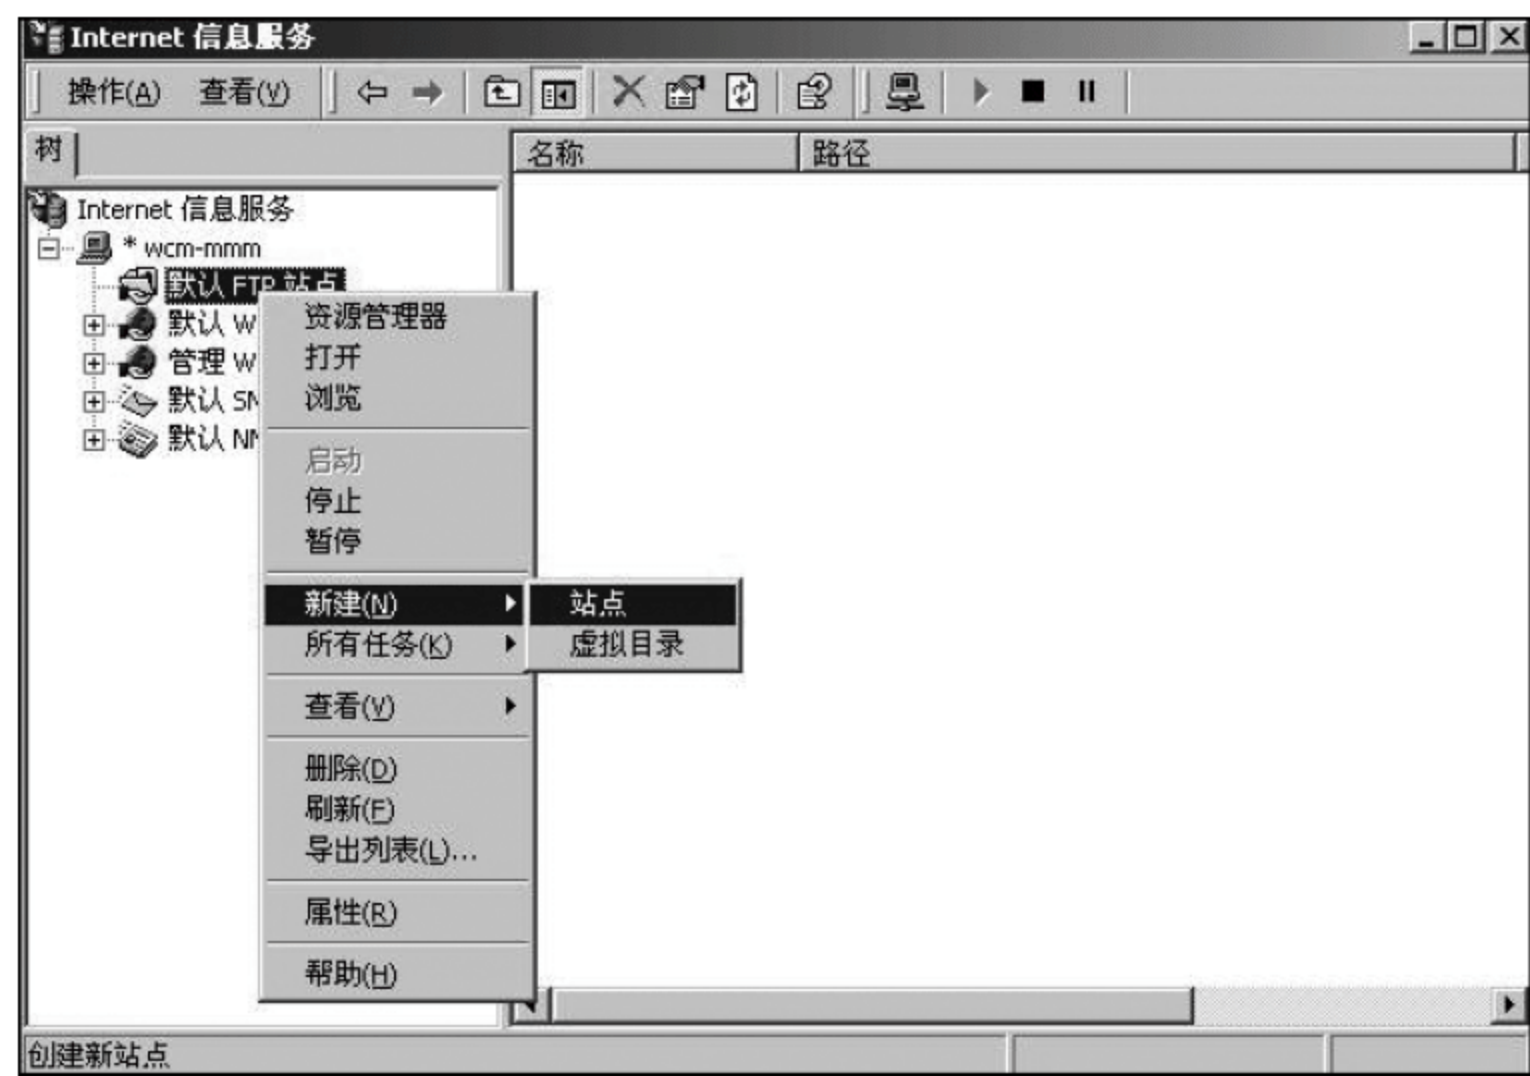 Internet 信息服务
操作(A) 查看(V)
树
名称 路径
Internet 信息服务
* wcm-mmm
默认 FTP 站点
默认 W
管理 W
默认 SM
默认 NN
资源管理器
打开
浏览
启动
停止
暂停
新建(N)
所有任务(K)
查看(V)
删除(D)
刷新(F)
导出列表(L)...
属性(R)
帮助(H)
站点
虚拟目录
创建新站点